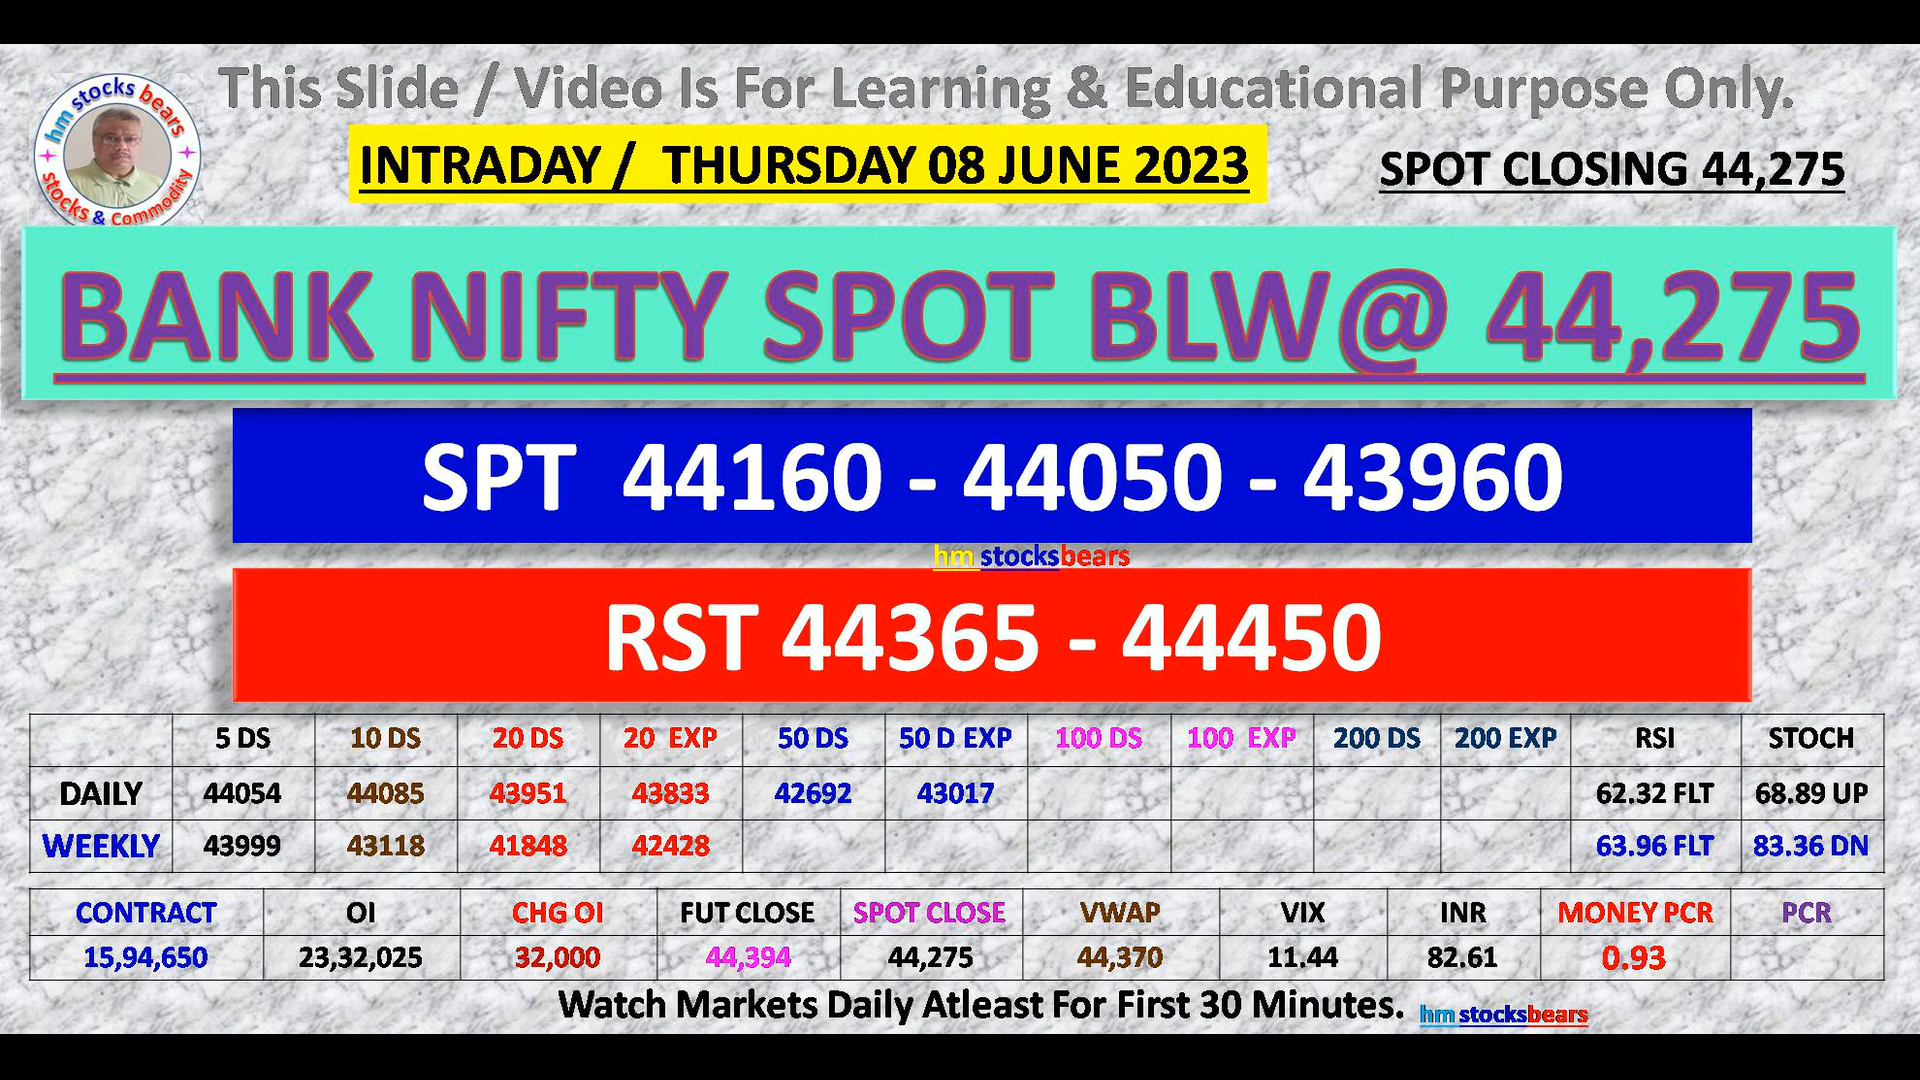 This Slide / Video Is For Learning & Educational Purpose Only.
hm stocks bears
stocks & Commodity
INTRADAY / THURSDAY 08 JUNE 2023
SPOT CLOSING 44,275
BANK NIFTY SPOT BLW@ 44,275
SPT 44160 - 44050 - 43960
hm stocksbears
RST 44365 - 44450
5 DS 10 DS 20 DS 20 EXP 50 DS 50 D EXP 100 DS 100 EXP 200 DS 200 EXP RSI STOCH
DAILY 44054 44085 43951 43833 42692 43017 62.32 FLT 68.89 UP
WEEKLY 43999 43118 41848 42428 63.96 FLT 83.36 DN
CONTRACT OI CHG OI FUT CLOSE SPOT CLOSE VWAP VIX INR MONEY PCR PCR
15,94,650 23,32,025 32,000 44,394 44,275 44,370 11.44 82.61 0.93
Watch Markets Daily Atleast For First 30 Minutes.
hm stocksbears